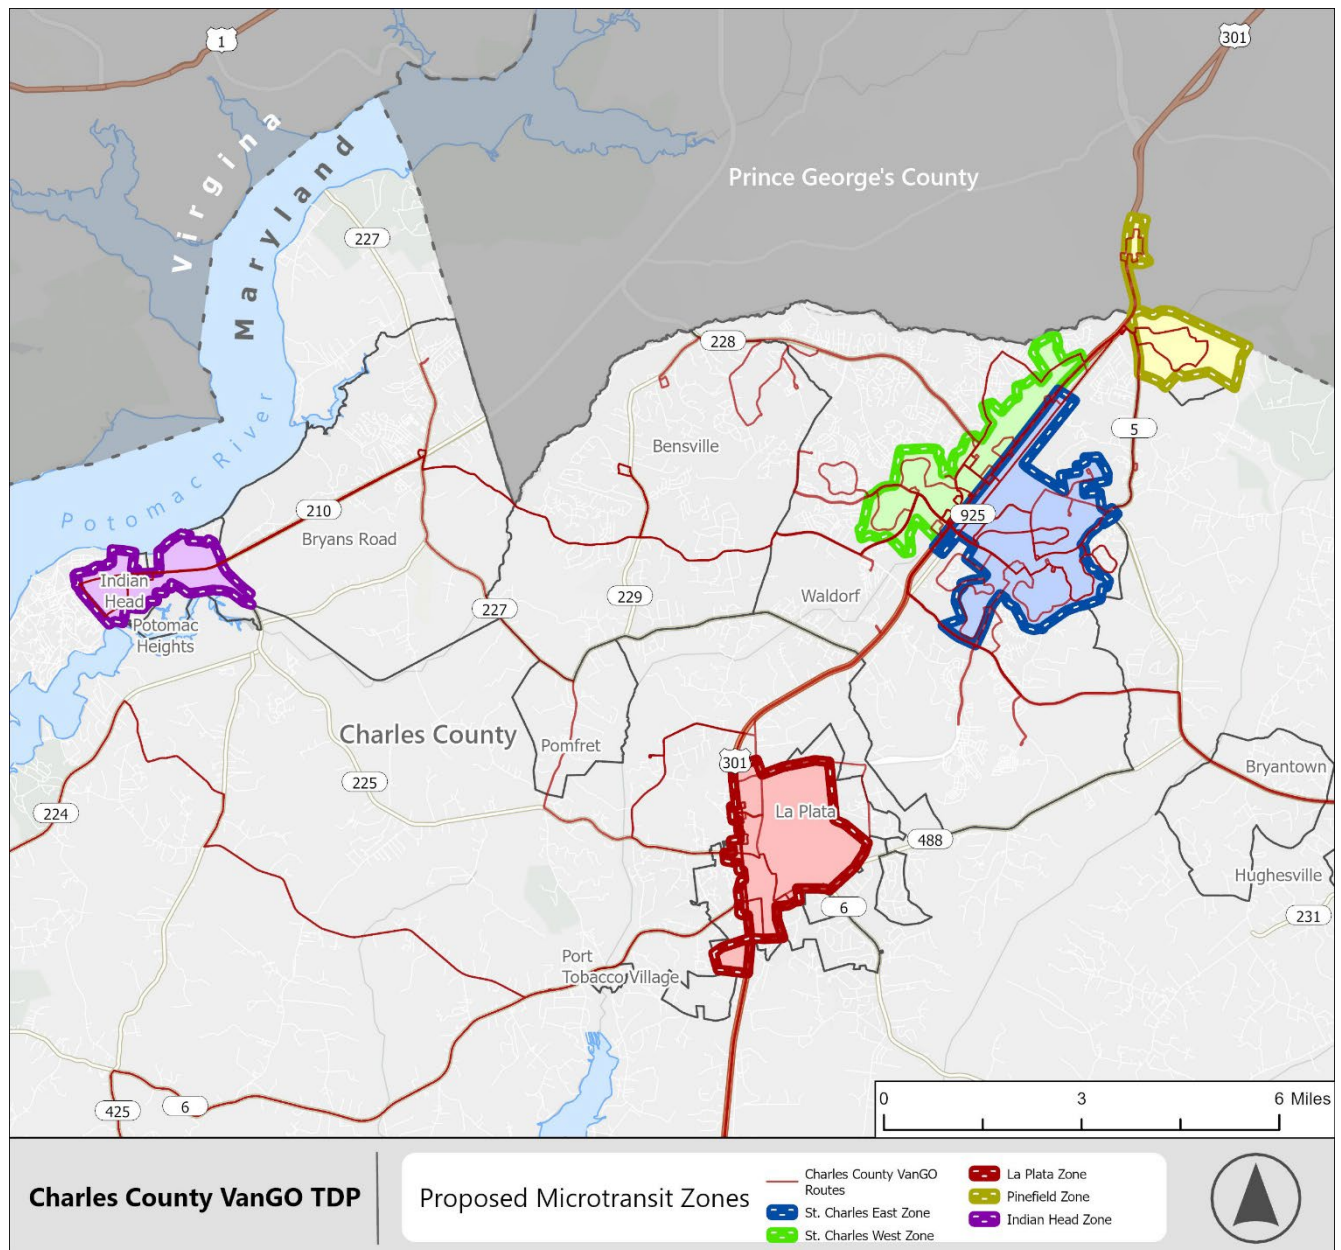 1
301
Virgina
Maryland
Prince George's County
227
228
Bensville
5
Potomac River
210
Bryans Road
925
Indian
Head
Potomac
Heights
227
229
Waldorf
Charles County
Pomfret
301
Bryantown
225
224
La Plata
488
Hughesville
6
231
Port
Tobacco Village
425
6
0 3 6 Miles
Charles County VanGO TDP
Proposed Microtransit Zones
Charles County VanGO
Routes
St. Charles East Zone
St. Charles West Zone
La Plata Zone
Pinefield Zone
Indian Head Zone